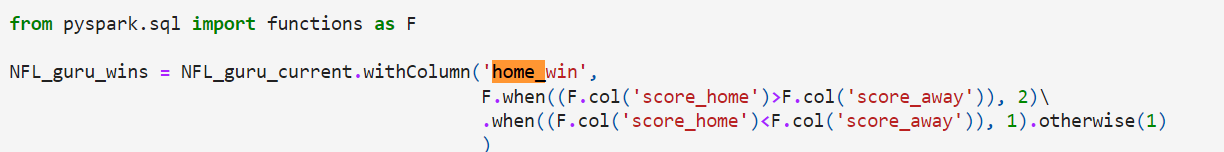 from pyspark.sql import functions as F
NFL_guru_wins = NFL_guru_current.withColumn('home_win',
F.when((F.col('score_home')>F.col('score_away')), 2)\
.when((F.col('score_home')<F.col('score_away')), 1).otherwise(1)
)